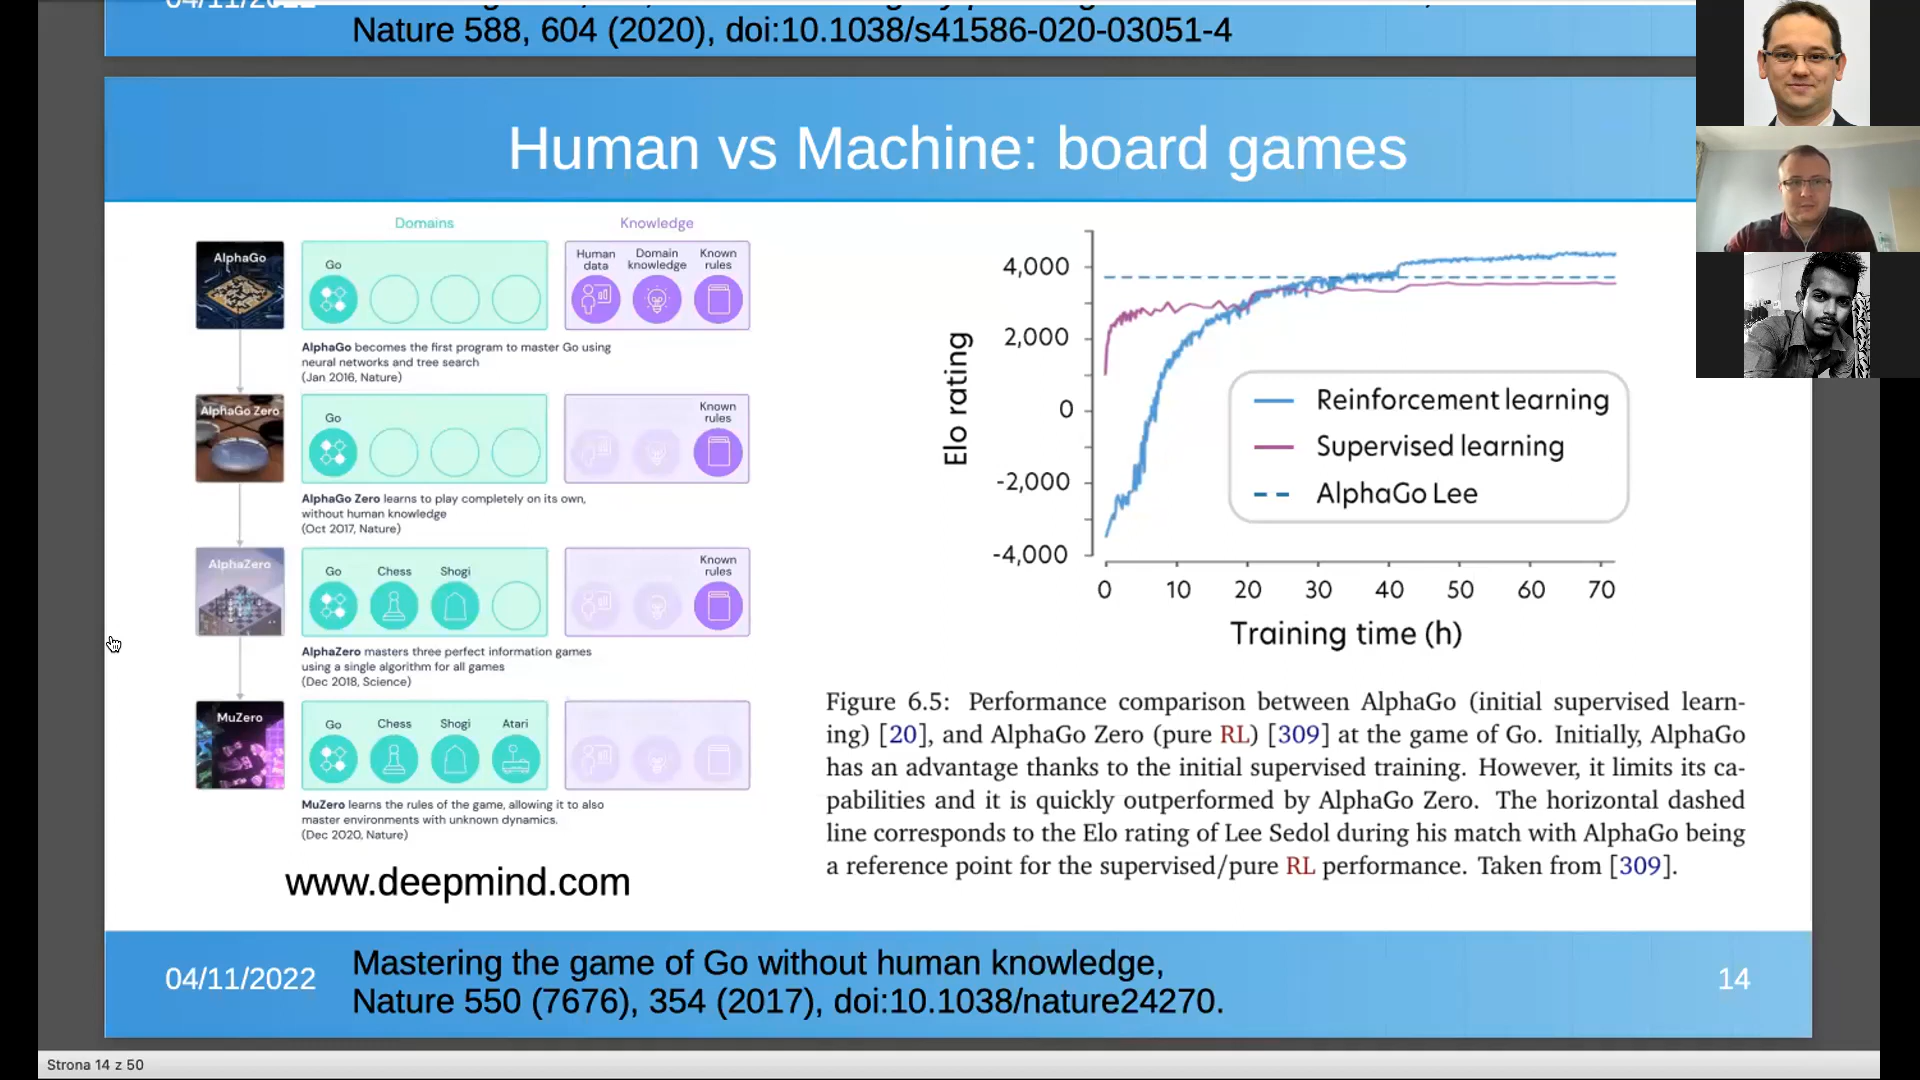 Nature 588, 604 (2020), doi:10.1038/s41586-020-03051-4
Human vs Machine: board games
Domains
Knowledge
AlphaGo
Go
Human data
Domain knowledge
Known rules
AlphaGo becomes the first program to master Go using
neural networks and tree search
(Jan 2016, Nature)
AlphaGo Zero
Go
Known rules
AlphaGo Zero learns to play completely on its own,
without human knowledge
(Oct 2017, Nature)
AlphaZero
Go
Chess
Shogi
Known rules
AlphaZero masters three perfect information games
using a single algorithm for all games
(Dec 2018, Science)
MuZero
Go
Chess
Shogi
Atari
MuZero learns the rules of the game, allowing it to also
master environments with unknown dynamics.
(Dec 2020, Nature)
www.deepmind.com
Elo rating
4,000
2,000
0
-2,000
-4,000
Reinforcement learning
Supervised learning
AlphaGo Lee
0 10 20 30 40 50 60 70
Training time (h)
Figure 6.5: Performance comparison between AlphaGo (initial supervised learn-
ing) [20], and AlphaGo Zero (pure RL) [309] at the game of Go. Initially, AlphaGo
has an advantage thanks to the initial supervised training. However, it limits its ca-
pabilities and it is quickly outperformed by AlphaGo Zero. The horizontal dashed
line corresponds to the Elo rating of Lee Sedol during his match with AlphaGo being
a reference point for the supervised/pure RL performance. Taken from [309].
04/11/2022
Mastering the game of Go without human knowledge,
Nature 550 (7676), 354 (2017), doi:10.1038/nature24270.
14
Strona 14 z 50